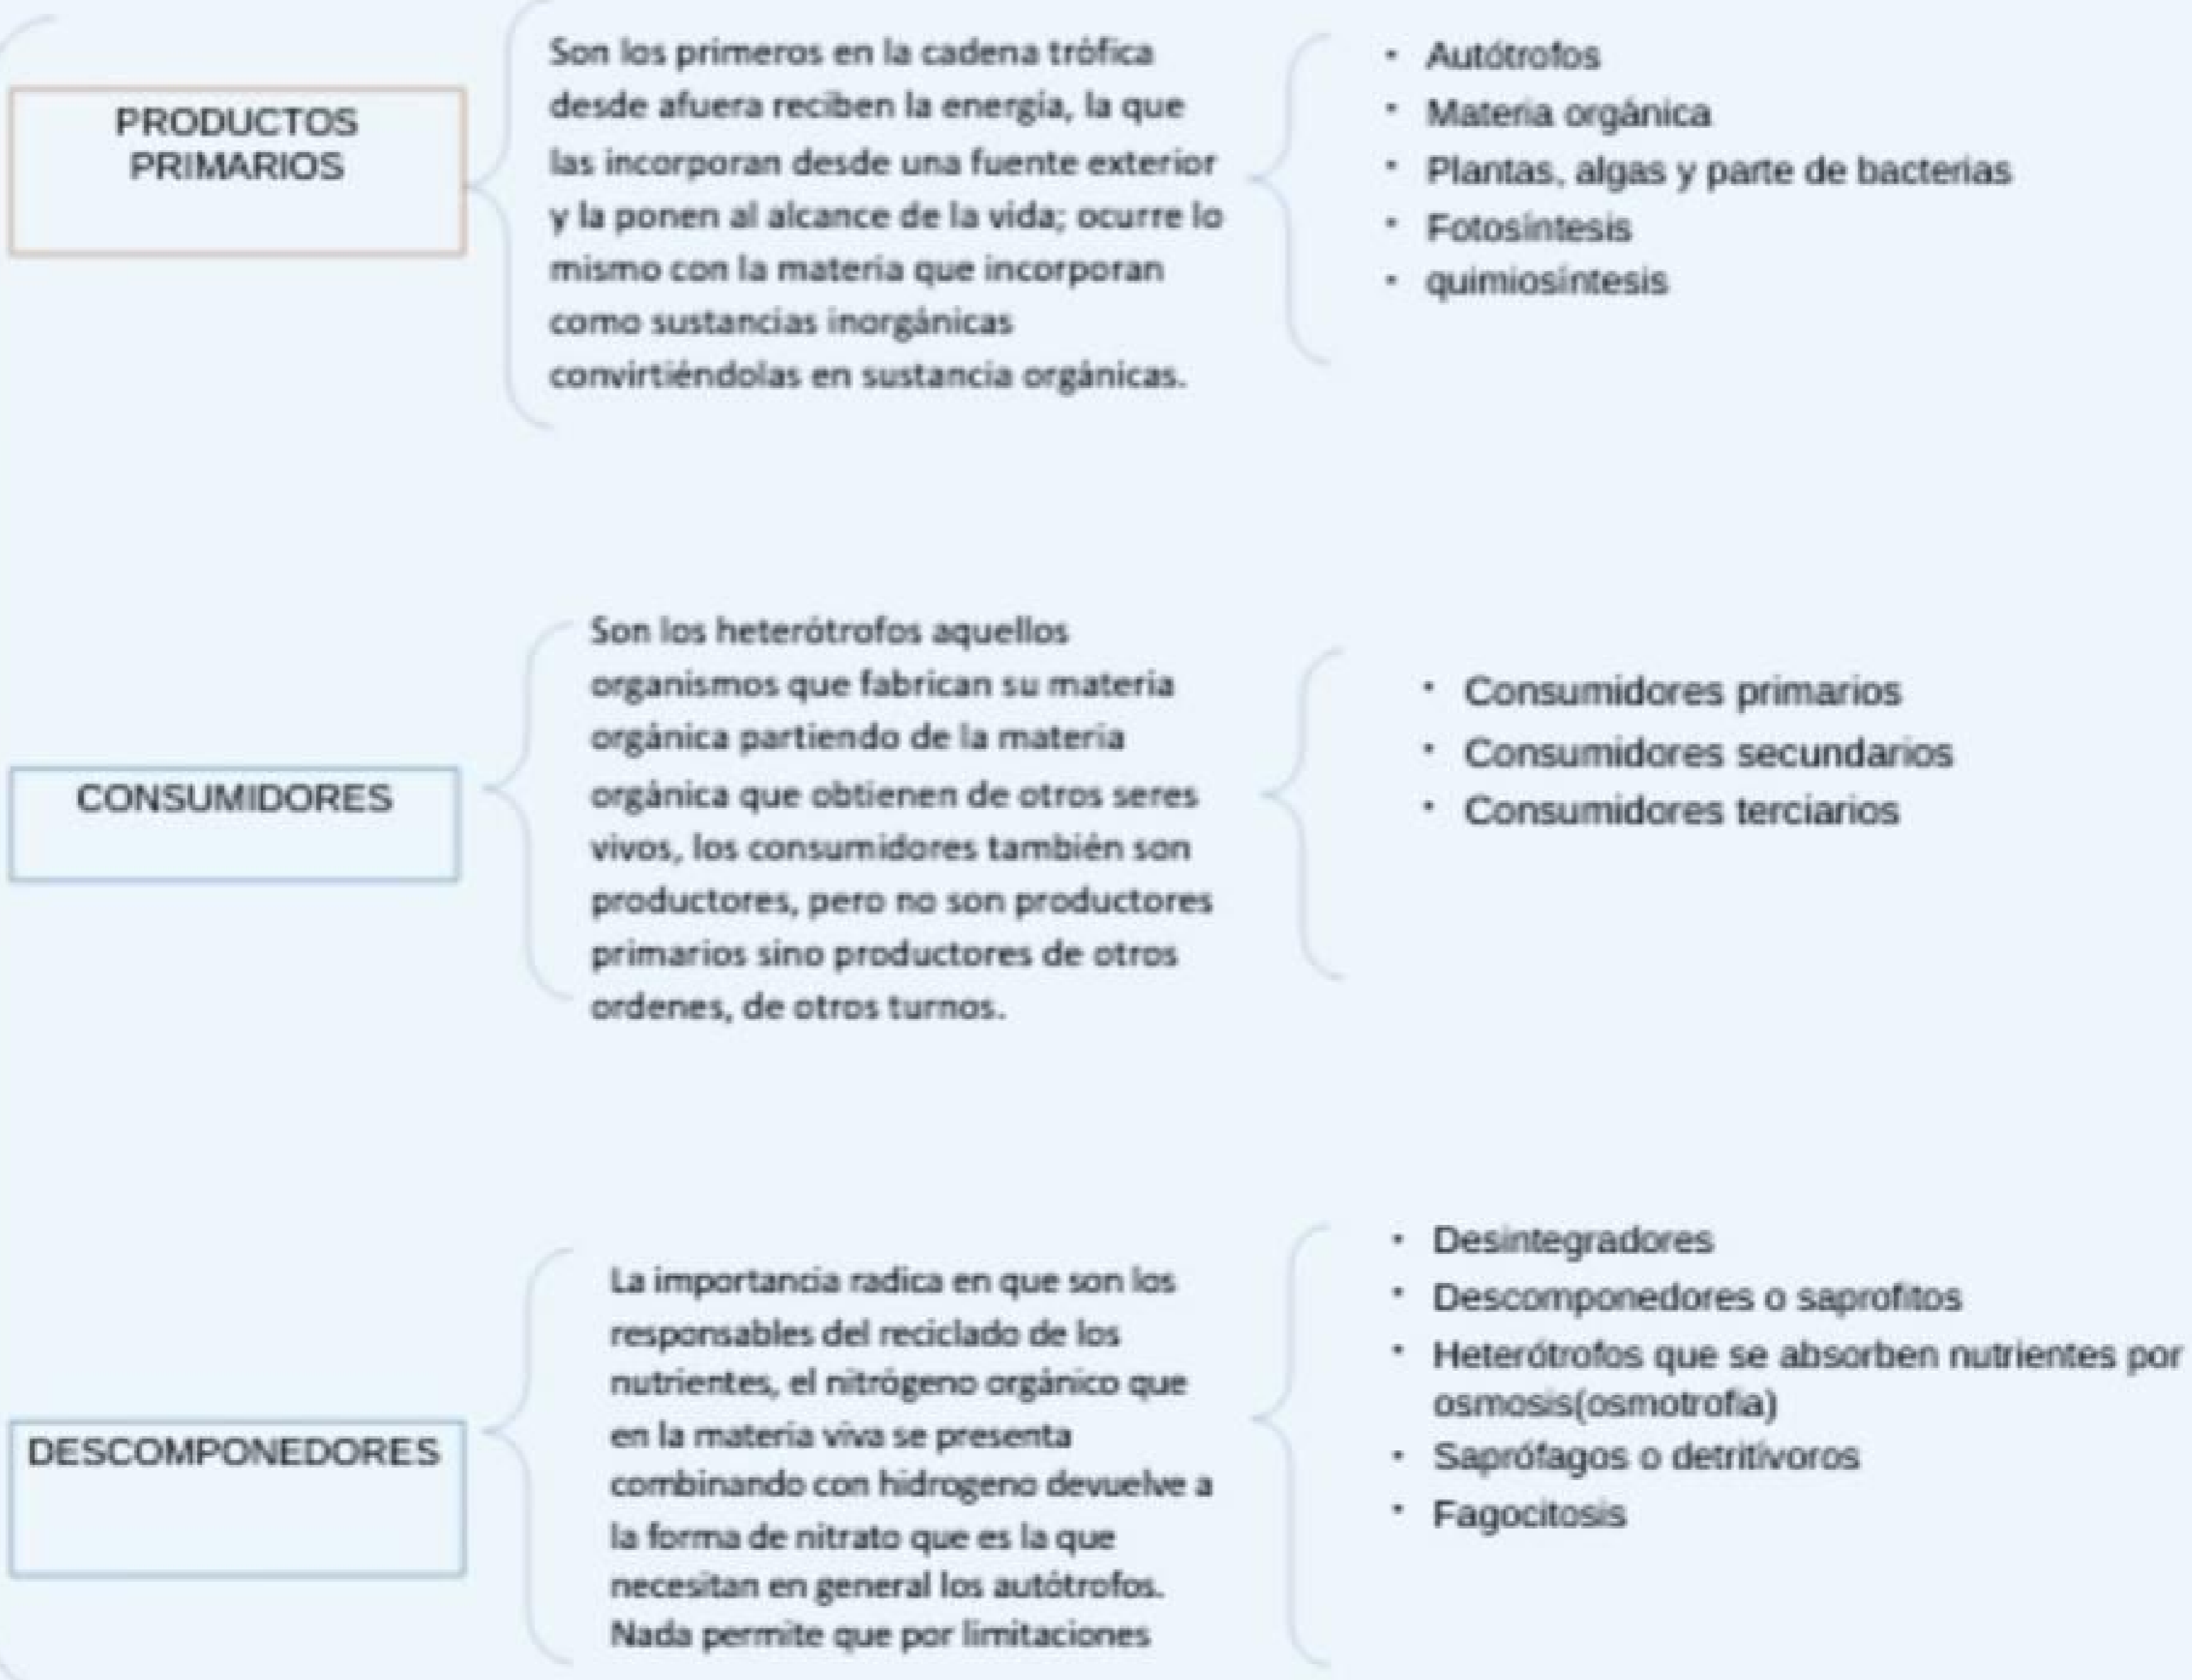 PRODUCTOS
PRIMARIOS
Son los primeros en la cadena trófica
desde afuera reciben la energía, la que
las incorporan desde una fuente exterior
y la ponen al alcance de la vida; ocurre lo
mismo con la materia que incorporan
como sustancias inorgánicas
convirtiéndolas en sustancia orgánicas.
· Autótrofos
· Materia orgánica
· Plantas, algas y parte de bacterias
· Fotosíntesis
· quimiosíntesis
CONSUMIDORES
Son los heterótrofos aquellos
organismos que fabrican su materia
orgánica partiendo de la materia
orgánica que obtienen de otros seres
vivos, los consumidores también son
productores, pero no son productores
primarios sino productores de otros
ordenes, de otros turnos.
· Consumidores primarios
· Consumidores secundarios
· Consumidores terciarios
DESCOMPONEDORES
La importancia radica en que son los
responsables del reciclado de los
nutrientes, el nitrógeno orgánico que
en la materia viva se presenta
combinando con hidrogeno devuelve a
la forma de nitrato que es la que
necesitan en general los autótrofos.
Nada permite que por limitaciones
· Desintegradores
· Descomponedores o saprofitos
· Heterótrofos que se absorben nutrientes por
osmosis(osmotrofia)
· Saprófagos o detritívoros
· Fagocitosis